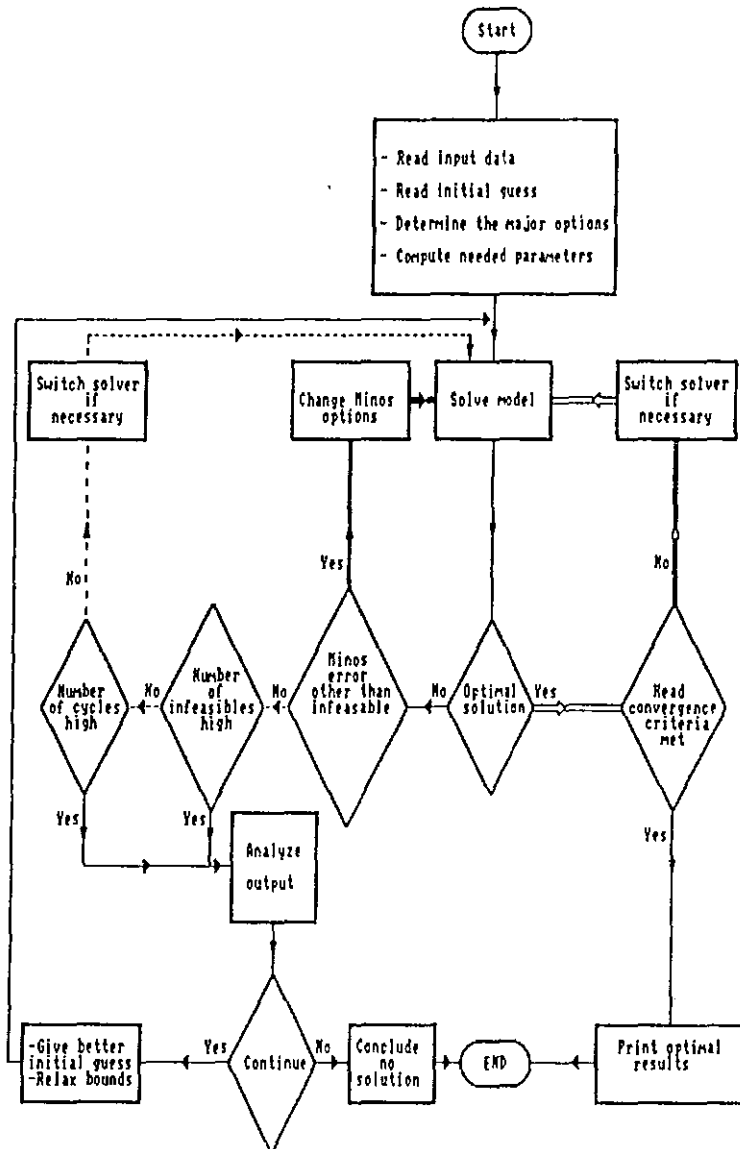 Start
- Read input data
- Read initial guess
- Determine the major options
- Compute needed parameters
Switch solver
if
necessary
Change Minos
options
Solve model
Switch solver
if
necessary
No
Yes
No
Number
of cycles
high
No
Number
of
infeasibles
high
No
Minos
error
other than
infeasable
No
Optimal
solution
Yes
Head
convergence
criteria
met
Yes
Yes
Yes
Analyze
output
-Give better
initial guess
-Relax bounds
Yes
Continue
No
Conclude
no
solution
END
Print optimal
results